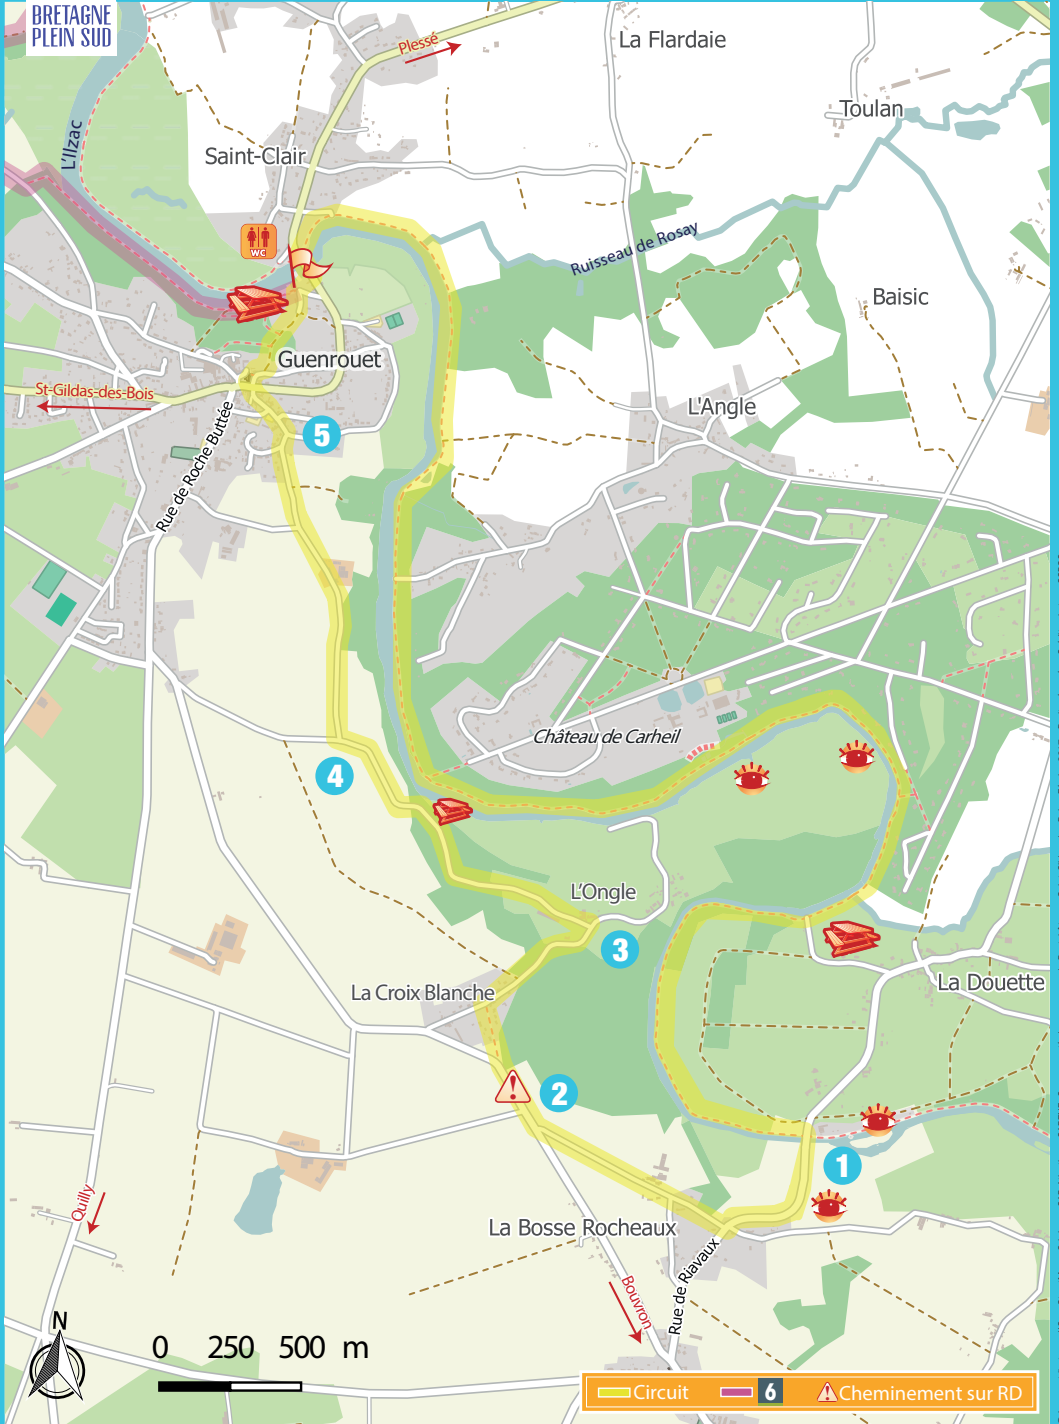 BRETAGNE
PLEIN SUD
Plessé
La Flardaie
Toulan
L'Ilzac
Saint-Clair
WC
Ruisseau de Rosay
Baisic
Guenrouet
St-Gildas-des-Bois
L'Angle
5
Rue de Roche Buttée
Château de Carheil
4
L'Ongle
3
La Croix Blanche
La Douette
2
1
Quilly
La Bosse Rocheaux
Rue de Riavaux
Bouvron
N
0 250 500 m
Circuit 6 Cheminement sur RD